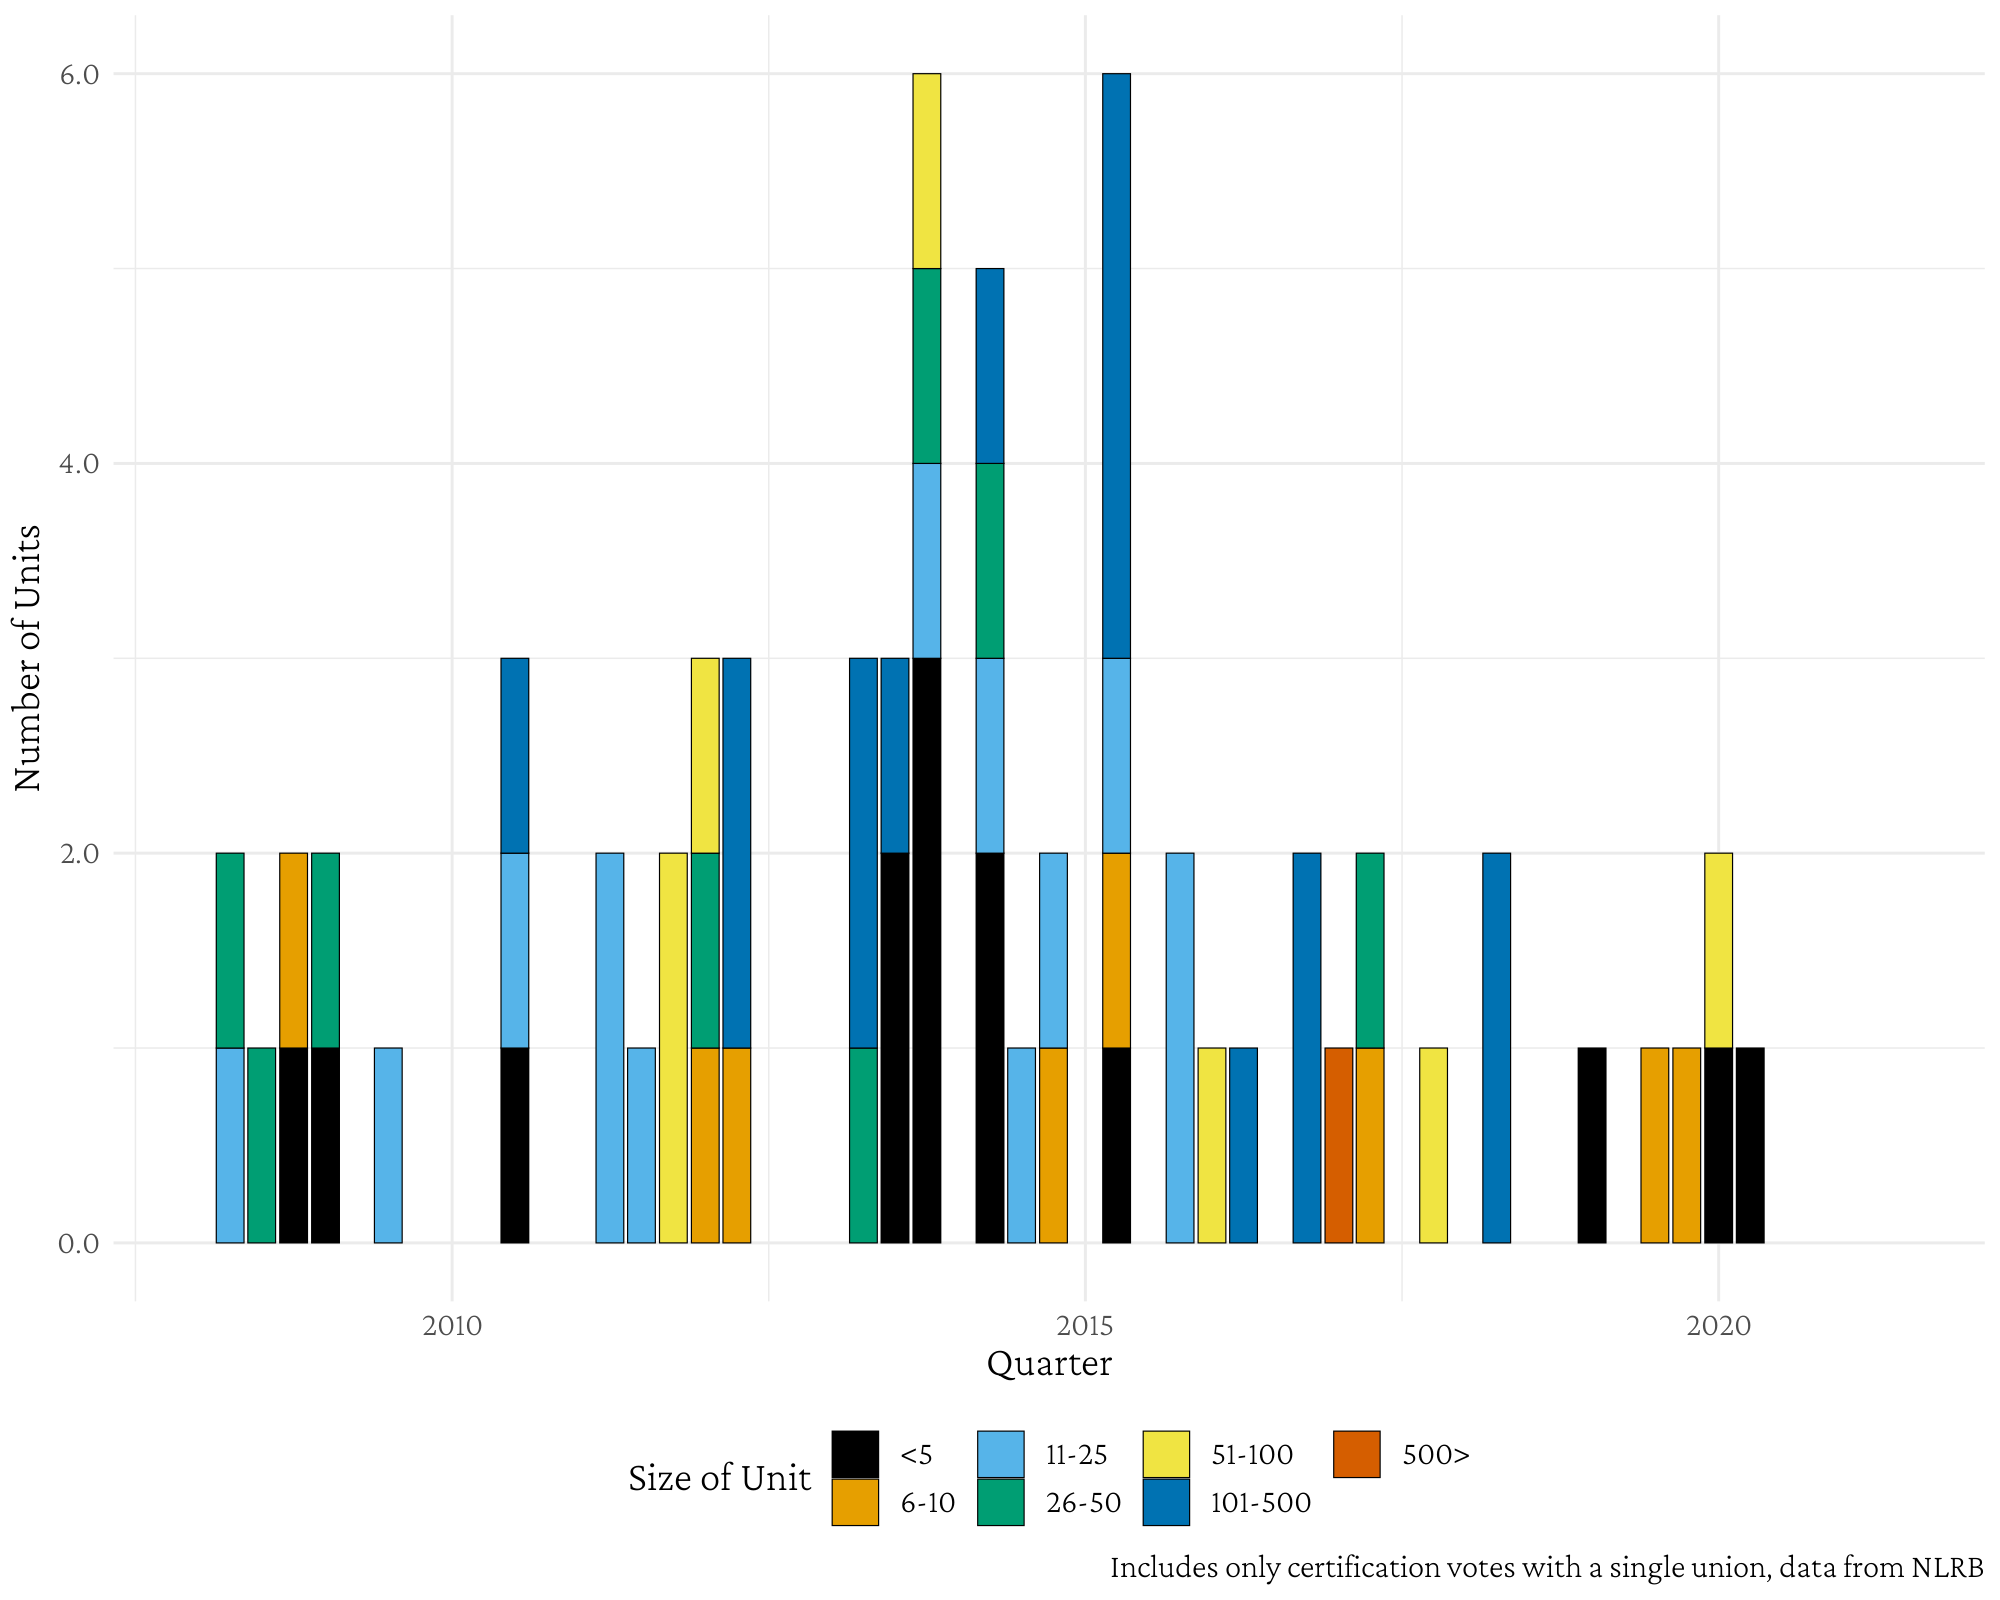 6.0
4.0
2.0
0.0
Number of Units
2010 2015 2020
Quarter
Size of Unit
<5 11-25 51-100 500>
6-10 26-50 101-500
Includes only certification votes with a single union, data from NLRB